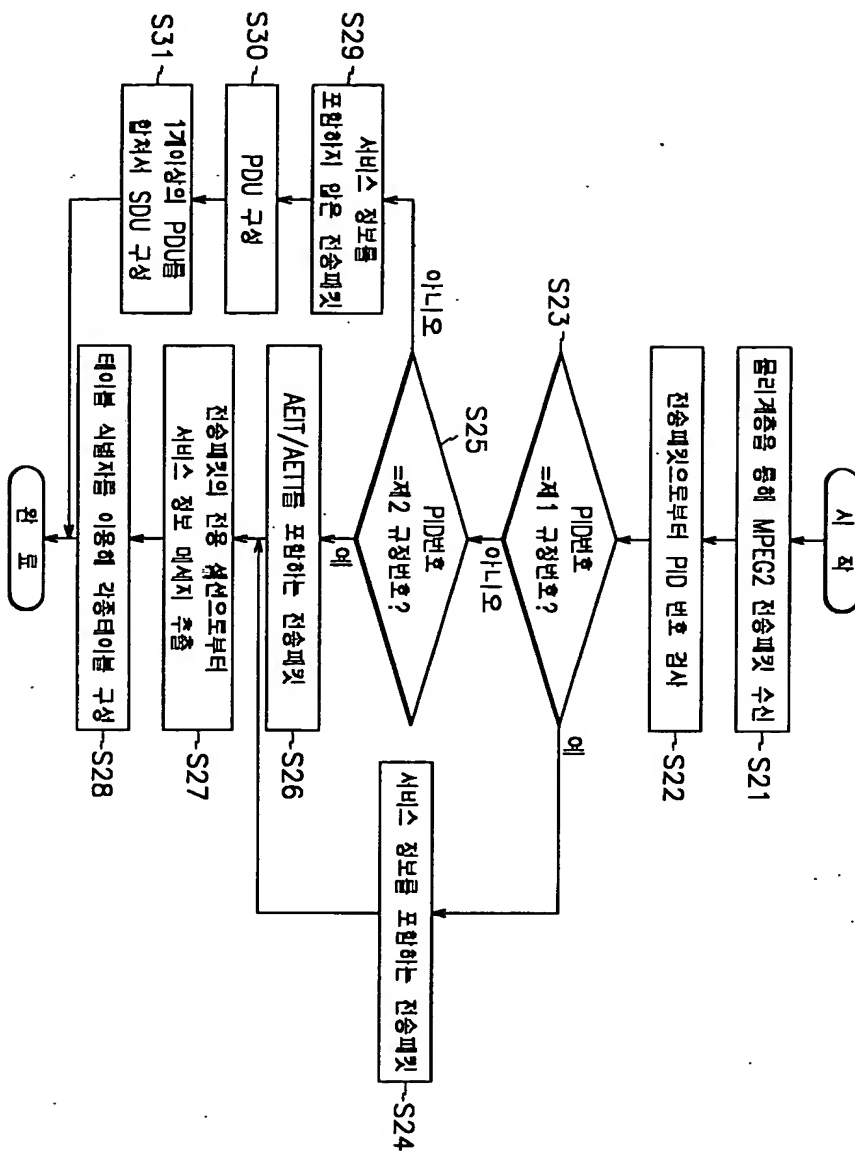 시 작
물리계층을 통해 MPEG2 전송패킷 수신
S21
전송패킷으로부터 PID 번호 검사
S22
S23
PID번호
=제1 규정번호?
예
아니오
서비스 정보를 포함하는 전송패킷
S24
S25
PID번호
=제2 규정번호?
아니오
예
AEIT/AETT를 포함하는 전송패킷
S26
전송패킷의 전용 섹션으로부터
서비스 정보 메세지 추출
S27
테이블 식별자를 이용해 각종테이블 구성
S28
S29
서비스 정보를
포함하지 않은 전송패킷
S30
PDU 구성
S31
1개이상의 PDU를
합쳐서 SDU 구성
완 료